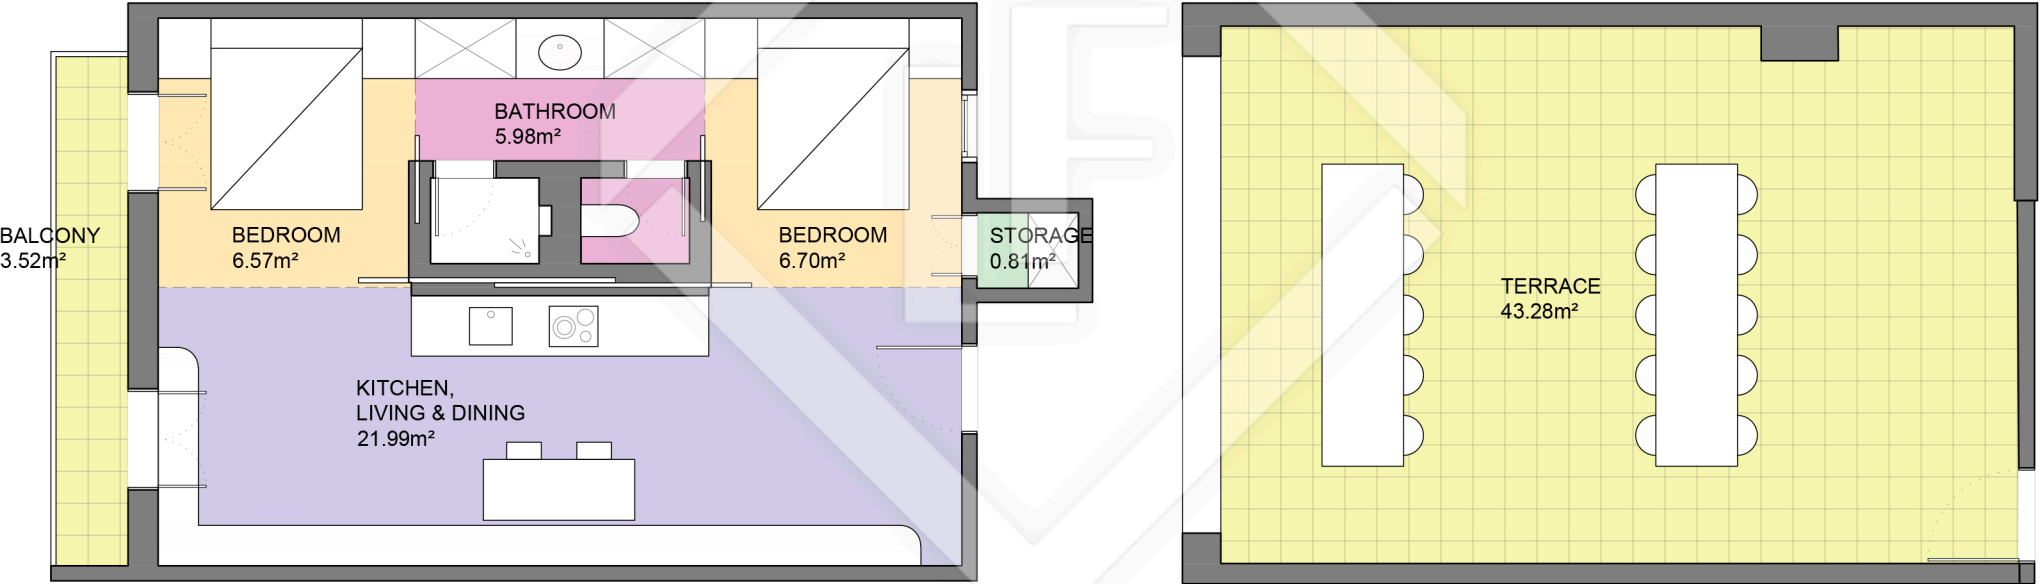 BATHROOM
5.98m²
BALCONY
3.52m²
BEDROOM
6.57m²
BEDROOM
6.70m²
STORAGE
0.81m²
KITCHEN,
LIVING & DINING
21.99m²
TERRACE
43.28m²